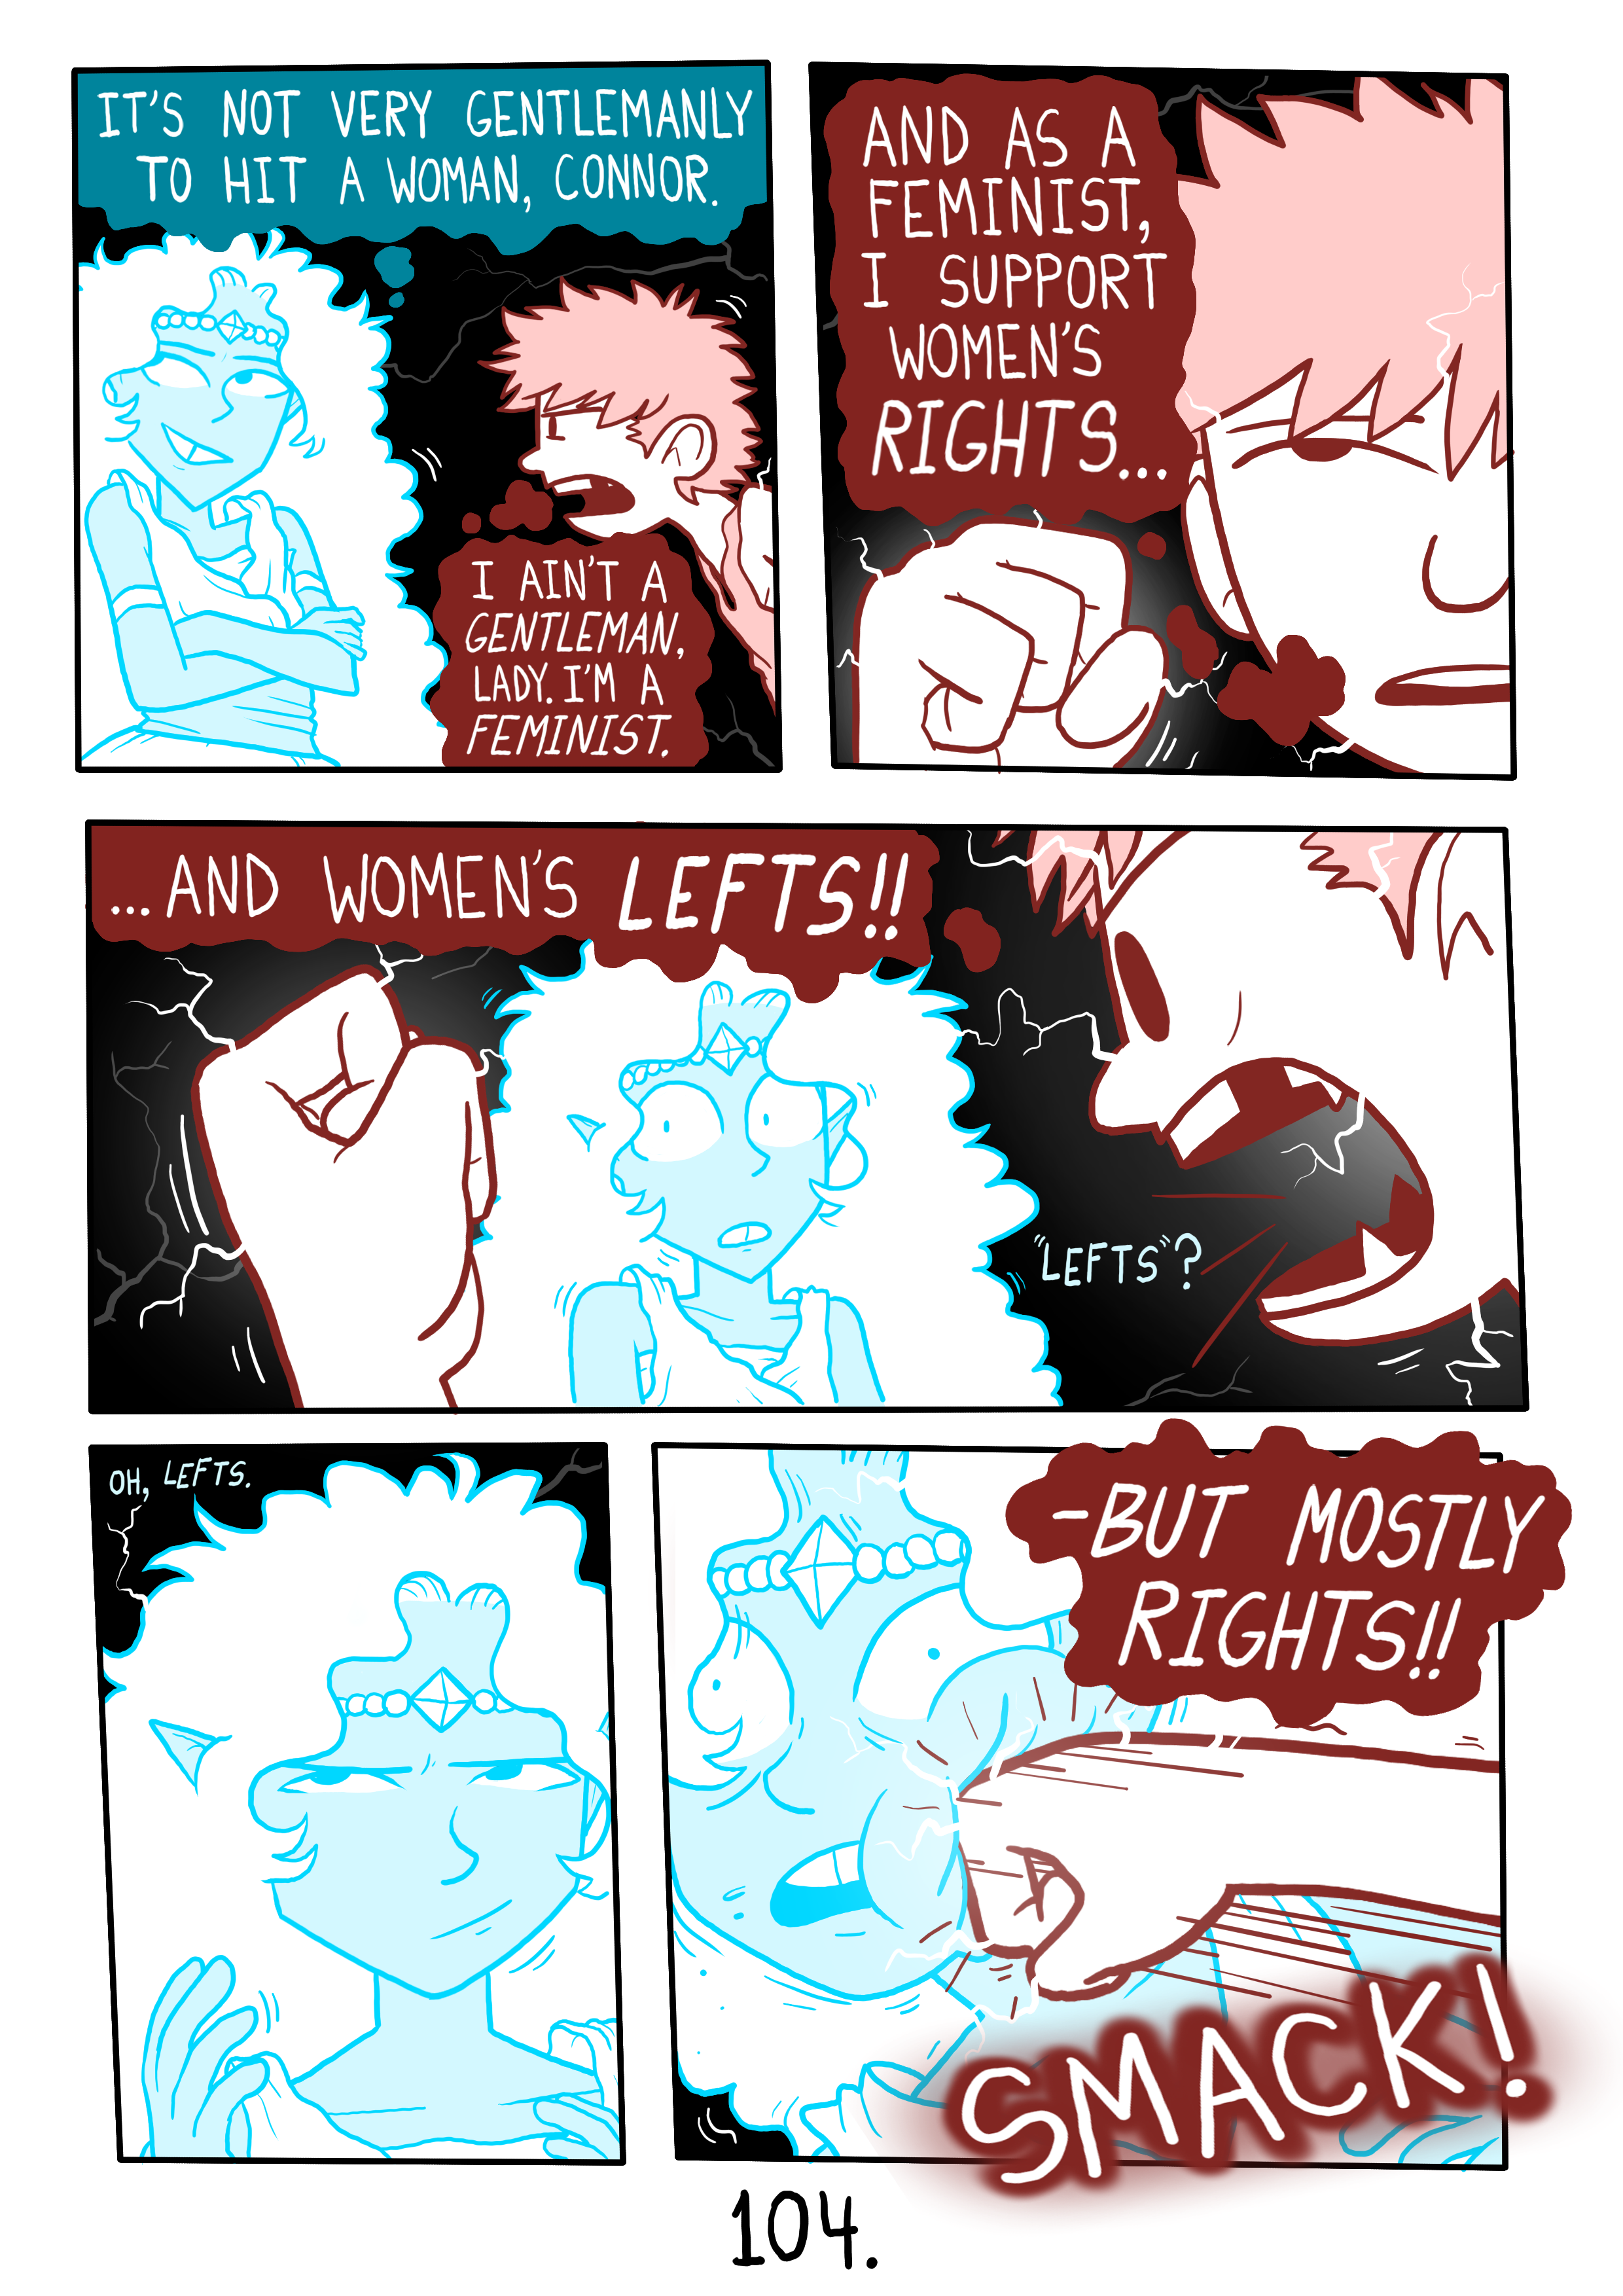 IT'S NOT VERY GENTLEMANLY
TO HIT A WOMAN, CONNOR.
I AIN'T A
GENTLEMAN,
LADY. I'M A
FEMINIST.
AND AS A
FEMINIST,
I SUPPORT
WOMEN'S
RIGHTS...
...AND WOMEN'S LEFTS!!
"LEFTS"?
OH, LEFTS.
-BUT MOSTLY
RIGHTS!!
SMACK!
104.